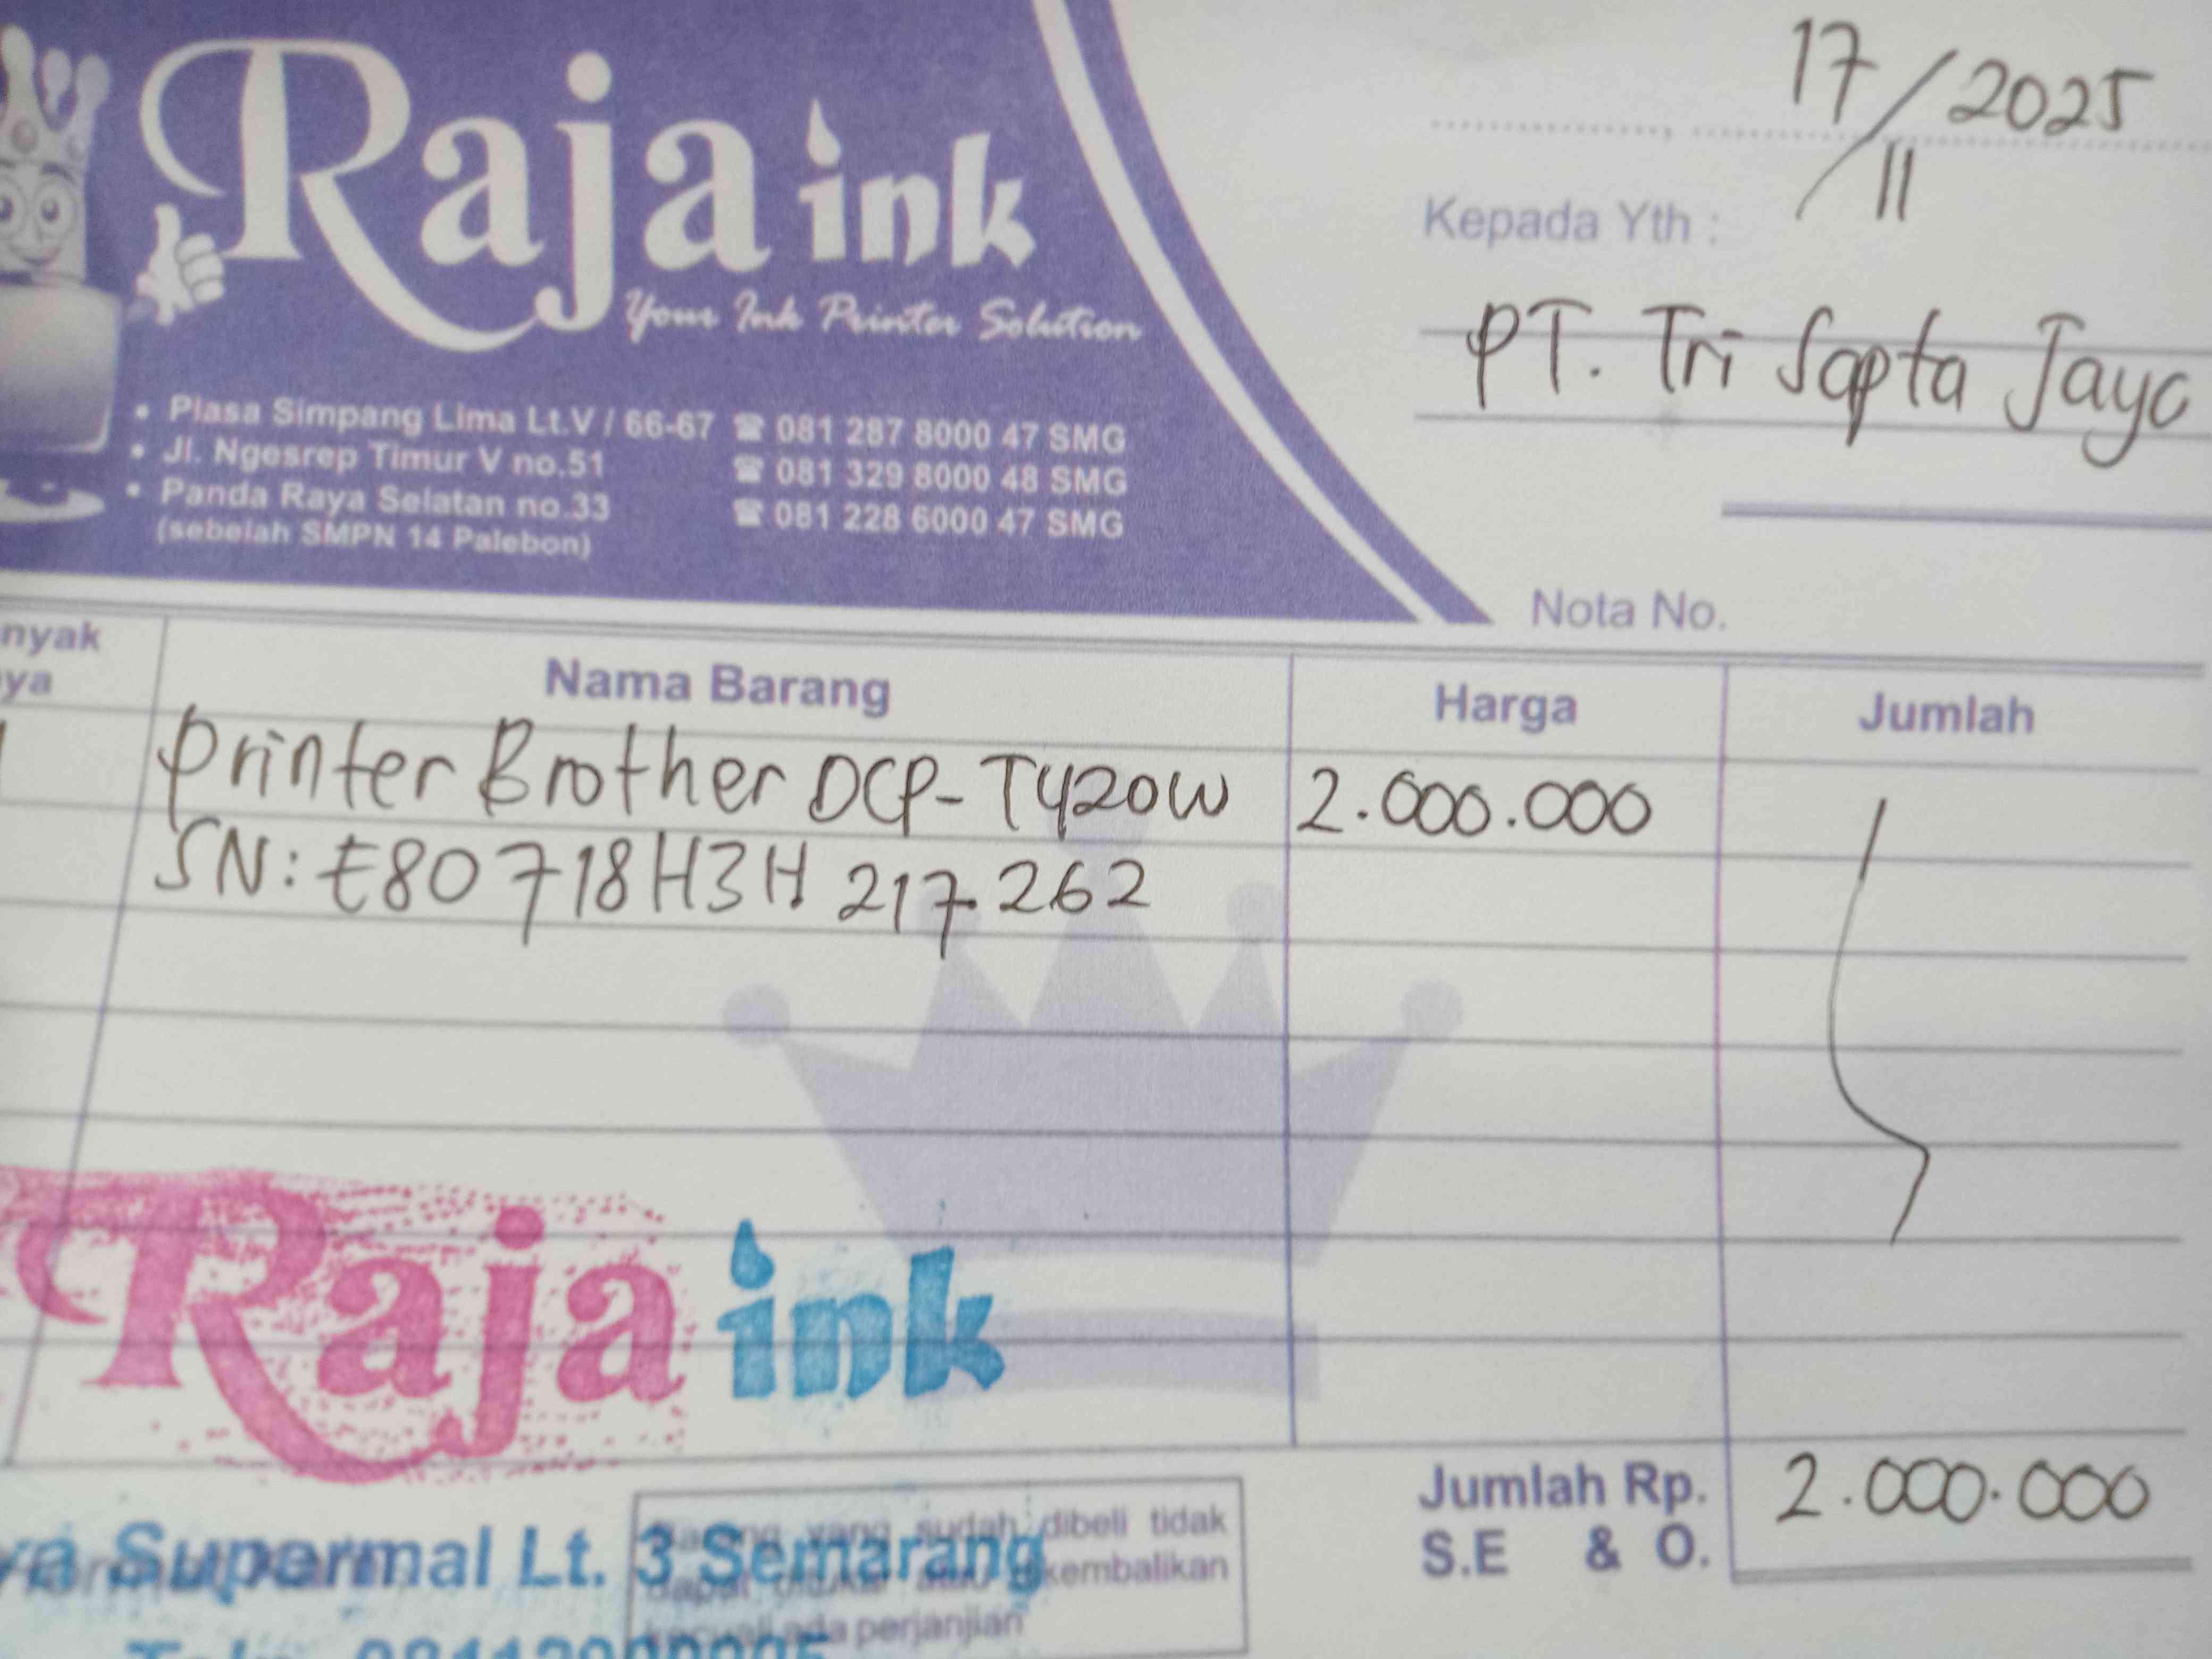 Raja ink
Your Ink Printer Solution
• Plasa Simpang Lima Lt.V / 66-67 ☎ 081 287 8000 47 SMG
• Jl. Ngesrep Timur V no.51 ☎ 081 329 8000 48 SMG
• Panda Raya Selatan no.33 ☎ 081 228 6000 47 SMG
(sebelah SMPN 14 Palebon)
17/11/2025
Kepada Yth :
PT. Tri Sapta Jaya
Nota No.
nyak
ya
Nama Barang
Harga
Jumlah
Printer Brother DCP-T420W 2.000.000
SN: E80718H3H217262
Raja ink
Supermal Lt. 3 Semarang
yang sudah dibeli tidak
kembalikan
perjanjian
Jumlah Rp. 2.000.000
S.E & O.